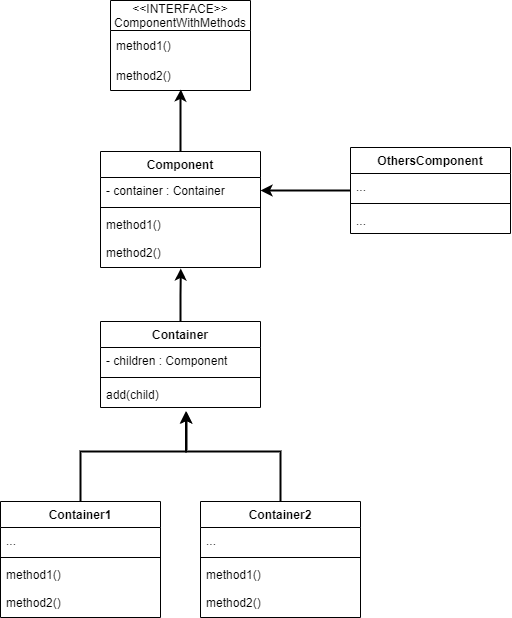 <<INTERFACE>>
ComponentWithMethods
method1()
method2()
Component
- container : Container
method1()
method2()
OthersComponent
...
...
Container
- children : Component
add(child)
Container1
...
method1()
method2()
Container2
...
method1()
method2()